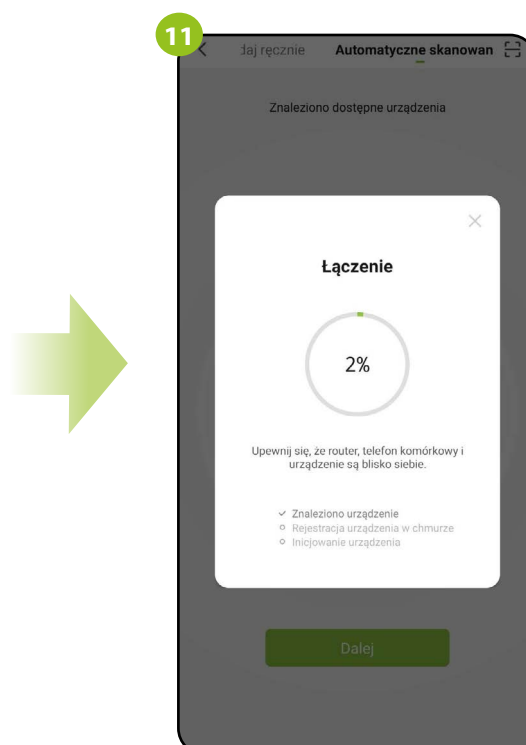 11
daj ręcznie Automatyczne skanowan
Znaleziono dostępne urządzenia
Łączenie
2%
Upewnij się, że router, telefon komórkowy i
urządzenie są blisko siebie.
Znaleziono urządzenie
Rejestracja urządzenia w chmurze
Inicjowanie urządzenia
Dalej